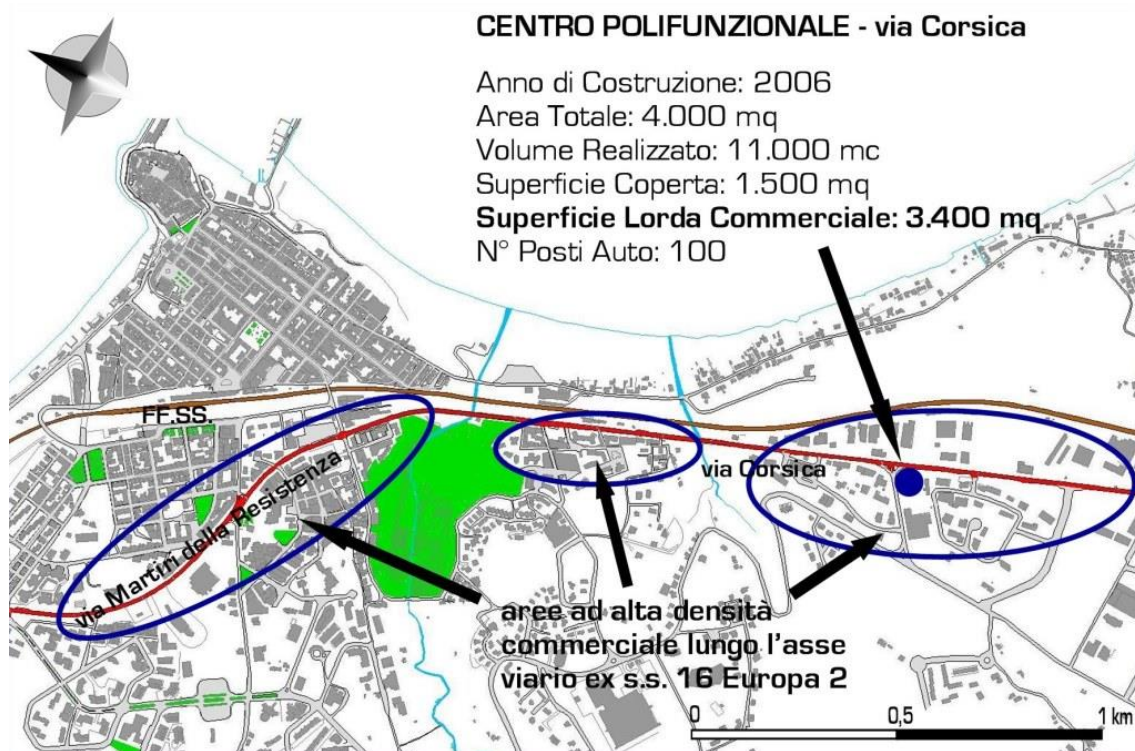 CENTRO POLIFUNZIONALE - via Corsica
Anno di Costruzione: 2006
Area Totale: 4.000 mq
Volume Realizzato: 11.000 mc
Superficie Coperta: 1.500 mq
Superficie Lorda Commerciale: 3.400 mq
N° Posti Auto: 100
FF.SS.
via Martiri della Resistenza
via Corsica
aree ad alta densità
commerciale lungo l'asse
viario ex s.s. 16 Europa 2
0 0,5 1 km